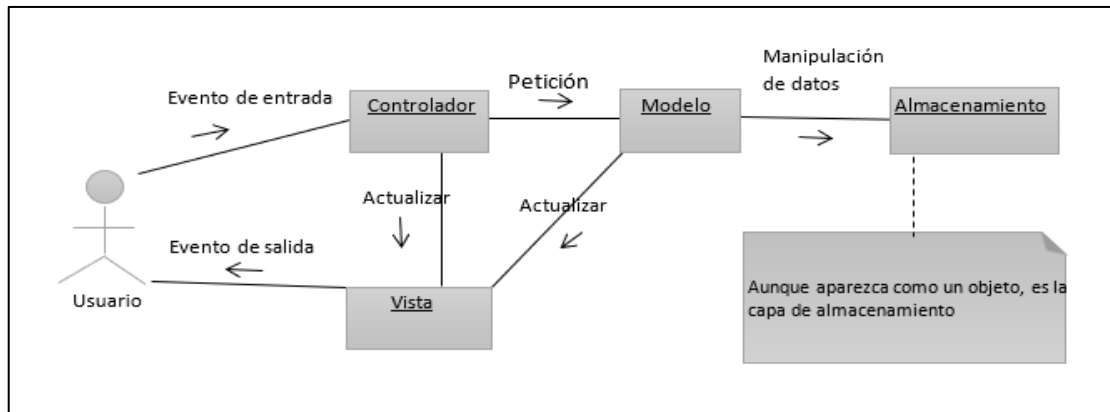 Manipulación
de datos
Petición
Evento de entrada
Controlador
Modelo
Almacenamiento
Actualizar
Actualizar
Evento de salida
Usuario
Vista
Aunque aparezca como un objeto, es la
capa de almacenamiento